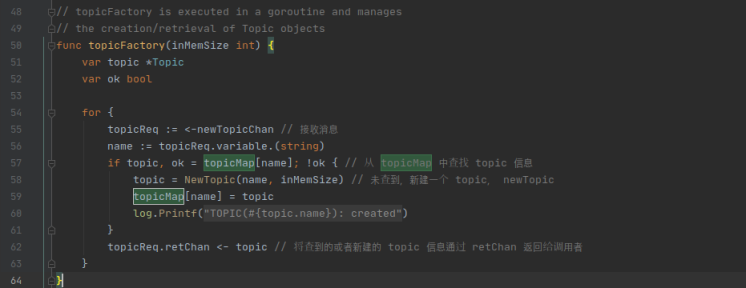 48 // topicFactory is executed in a goroutine and manages
49 // the creation/retrieval of Topic objects
50 func topicFactory(inMemSize int) {
51 var topic *Topic
52 var ok bool
53
54 for {
55 topicReq := <-newTopicChan // 接收消息
56 name := topicReq.variable.(string)
57 if topic, ok = topicMap[name]; !ok { // 从 topicMap 中查找 topic 信息
58 topic = NewTopic(name, inMemSize) // 未查到，新建一个 topic， newTopic
59 topicMap[name] = topic
60 log.Printf("TOPIC(#{topic.name}): created")
61 }
62 topicReq.retChan <- topic // 将查到的或者新建的 topic 信息通过 retChan 返回给调用者
63 }
64 }